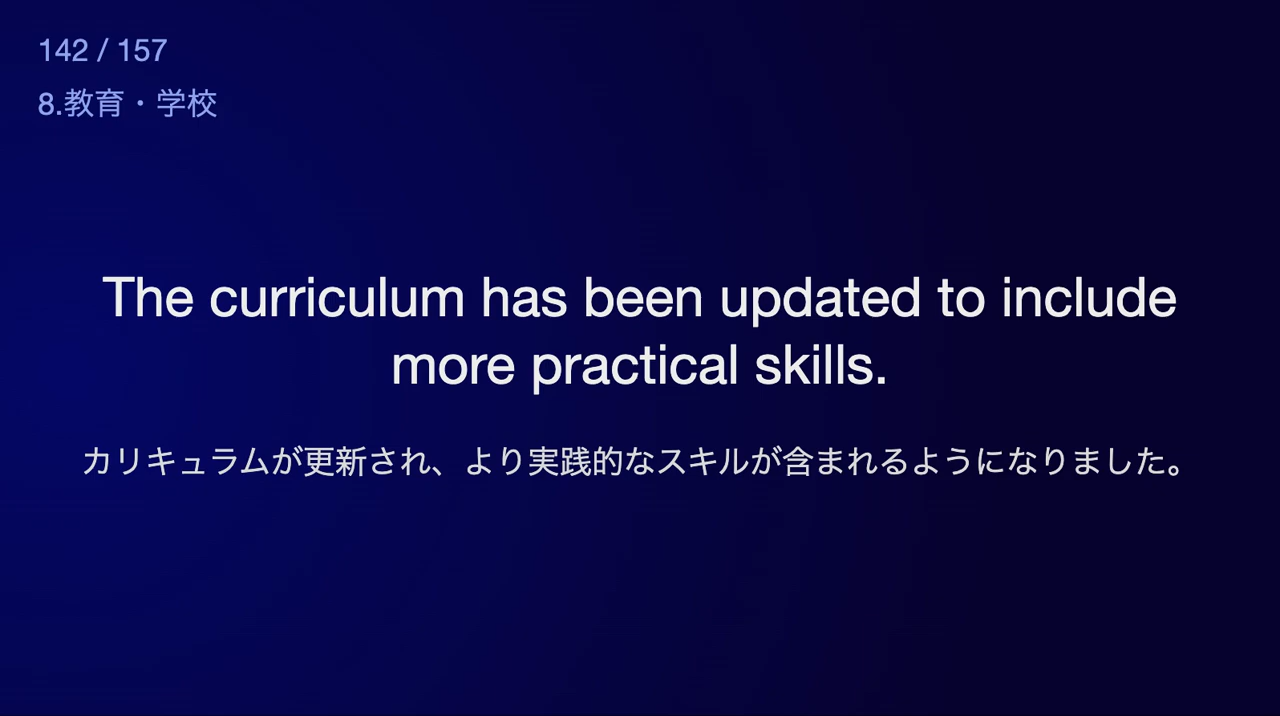 142 / 157
8.教育・学校
The curriculum has been updated to include
more practical skills.
カリキュラムが更新され、より実践的なスキルが含まれるようになりました。